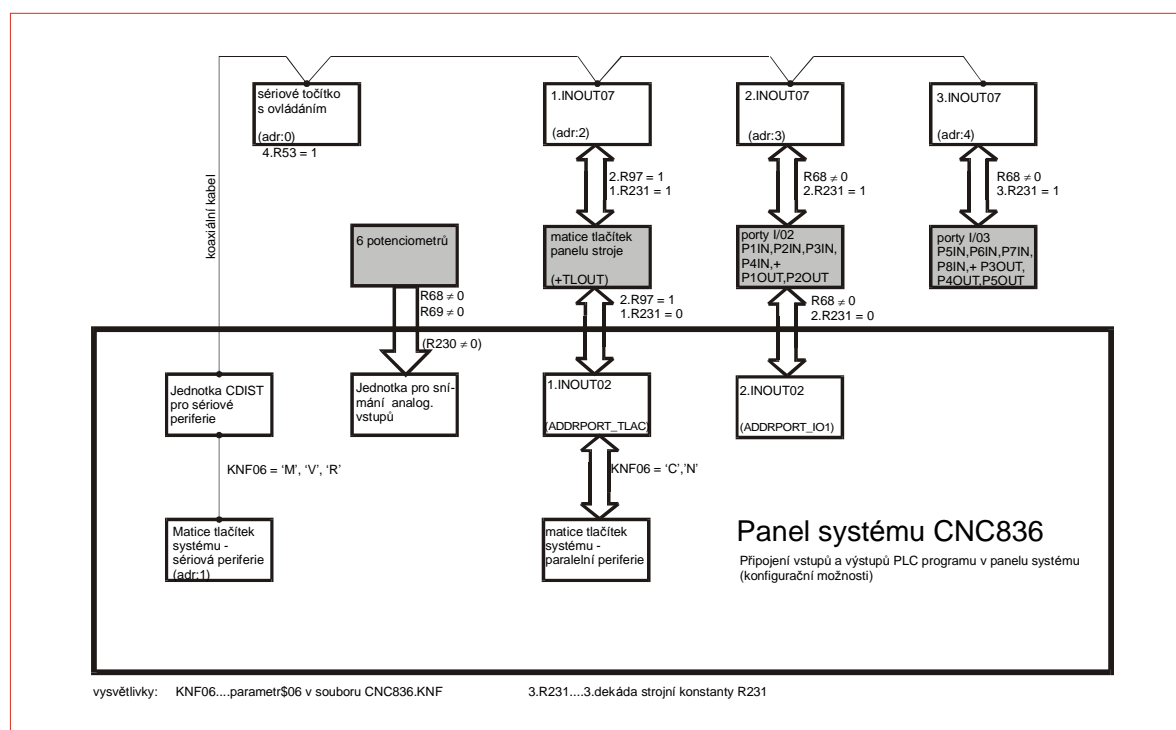 sériové točítko
s ovládáním
(adr:0)
4.R53 = 1
1.INOUT07
(adr:2)
2.INOUT07
(adr:3)
3.INOUT07
(adr:4)
koaxiální kabel
2.R97 = 1
1.R231 = 1
R68 ≠ 0
2.R231 = 1
R68 ≠ 0
3.R231 = 1
6 potenciometrů
matice tlačítek
panelu stroje
(+TLOUT)
porty I/02
P1IN,P2IN,P3IN,
P4IN,+
P1OUT,P2OUT
porty I/03
P5IN,P6IN,P7IN,
P8IN,+ P3OUT,
P4OUT,P5OUT
R68 ≠ 0
R69 ≠ 0
(R230 ≠ 0)
2.R97 = 1
1.R231 = 0
R68 ≠ 0
2.R231 = 0
Jednotka CDIST
pro sériové
periferie
Jednotka pro sní-
mání analog.
vstupů
1.INOUT02
(ADDRPORT_TLAC)
2.INOUT02
(ADDRPORT_IO1)
KNF06 = ‘M’, ‘V’, ‘R’
KNF06 = ‘C’,’N’
Matice tlačítek
systému -
sériová periferie
(adr:1)
matice tlačítek
systému -
paralelní periferie
Panel systému CNC836
Připojení vstupů a výstupů PLC programu v panelu systému
(konfigurační možnosti)
vysvětlivky: KNF06....parametr$06 v souboru CNC836.KNF 3.R231....3.dekáda strojní konstanty R231